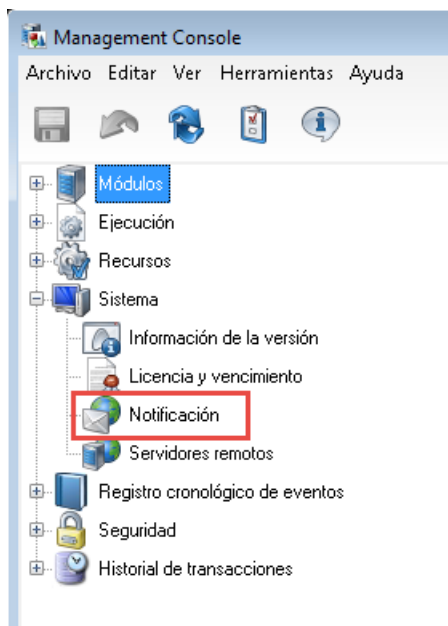 Management Console
Archivo Editar Ver Herramientas Ayuda
Módulos
Ejecución
Recursos
Sistema
Información de la versión
Licencia y vencimiento
Notificación
Servidores remotos
Registro cronológico de eventos
Seguridad
Historial de transacciones